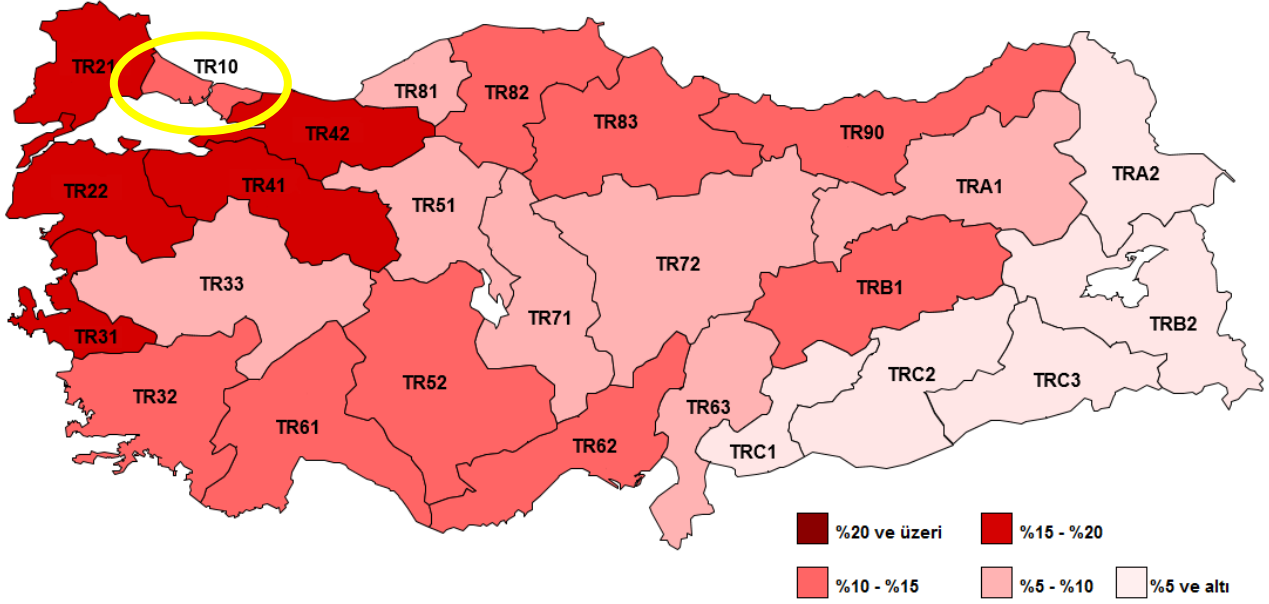 TR21
TR10
TR81
TR82
TR83
TR42
TR90
TRA2
TRA1
TR22
TR41
TR51
TR33
TR72
TRB1
TR71
TRB2
TR31
TR52
TRC2
TRC3
TR32
TR63
TR61
TR62
TRC1
%20 ve üzeri
%15 - %20
%10 - %15
%5 - %10
%5 ve altı